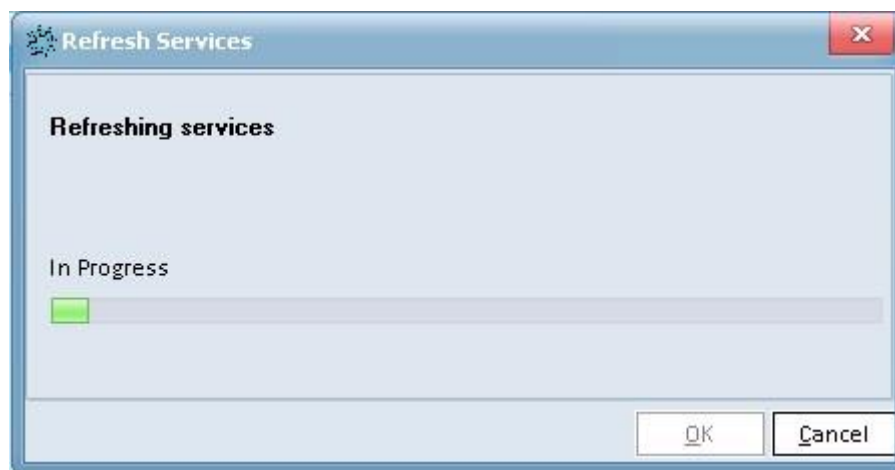 Refresh Services
Refreshing services
In Progress
OK
Cancel